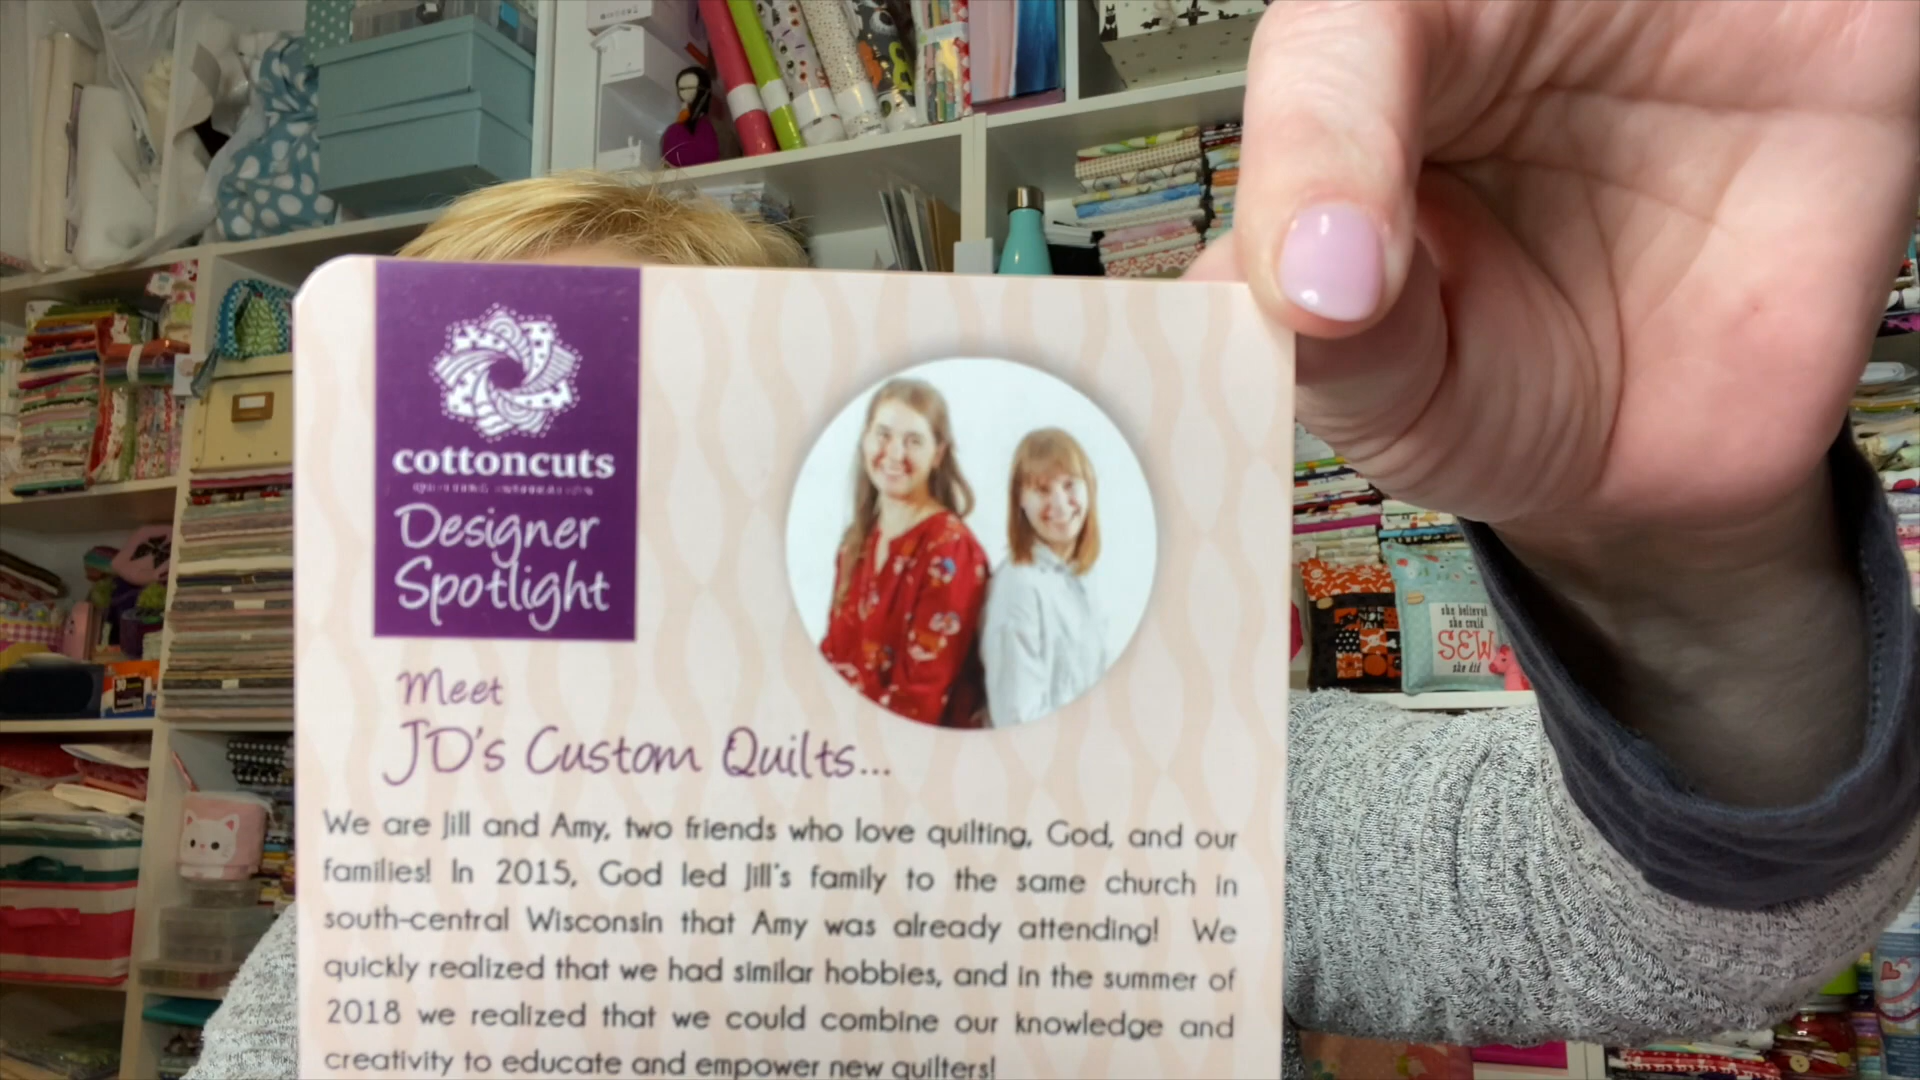 cottoncuts
Designer
Spotlight
Meet
JD's Custom Quilts...
We are Jill and Amy, two friends who love quilting, God, and our
families! In 2015, God led Jill's family to the same church in
south-central Wisconsin that Amy was already attending! We
quickly realized that we had similar hobbies, and in the summer of
2018 we realized that we could combine our knowledge and
creativity to educate and empower new quilters!
she believed
she could
SEW
she did